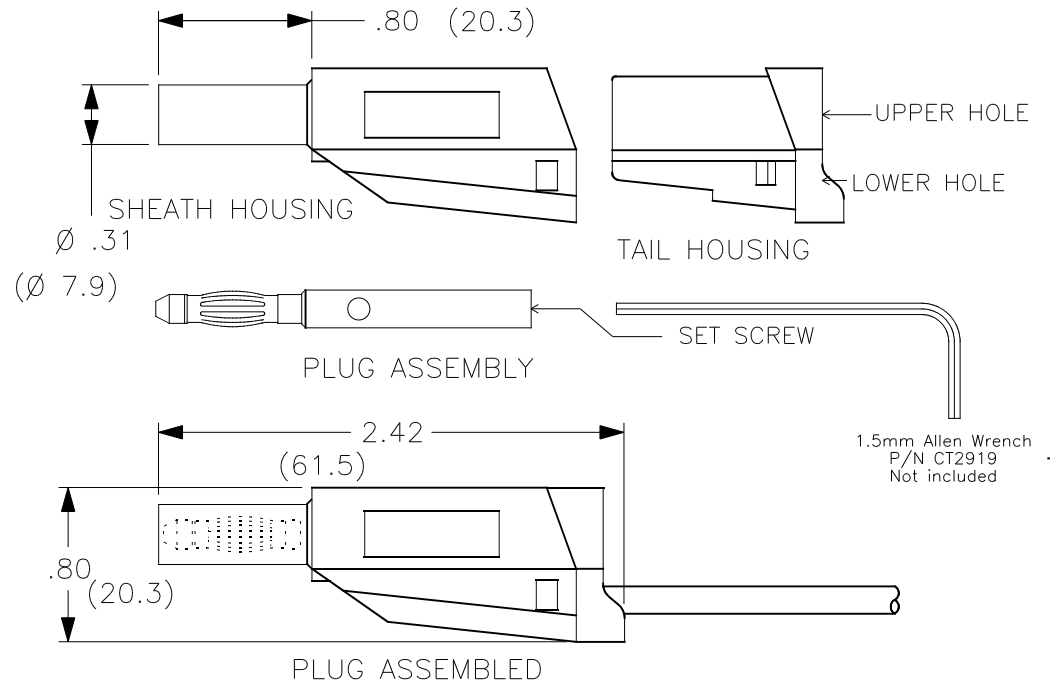 .80 (20.3)
UPPER HOLE
LOWER HOLE
SHEATH HOUSING
Ø .31
(Ø 7.9)
TAIL HOUSING
SET SCREW
PLUG ASSEMBLY
2.42
(61.5)
1.5mm Allen Wrench
P/N CT2919
Not included
.80
(20.3)
PLUG ASSEMBLED